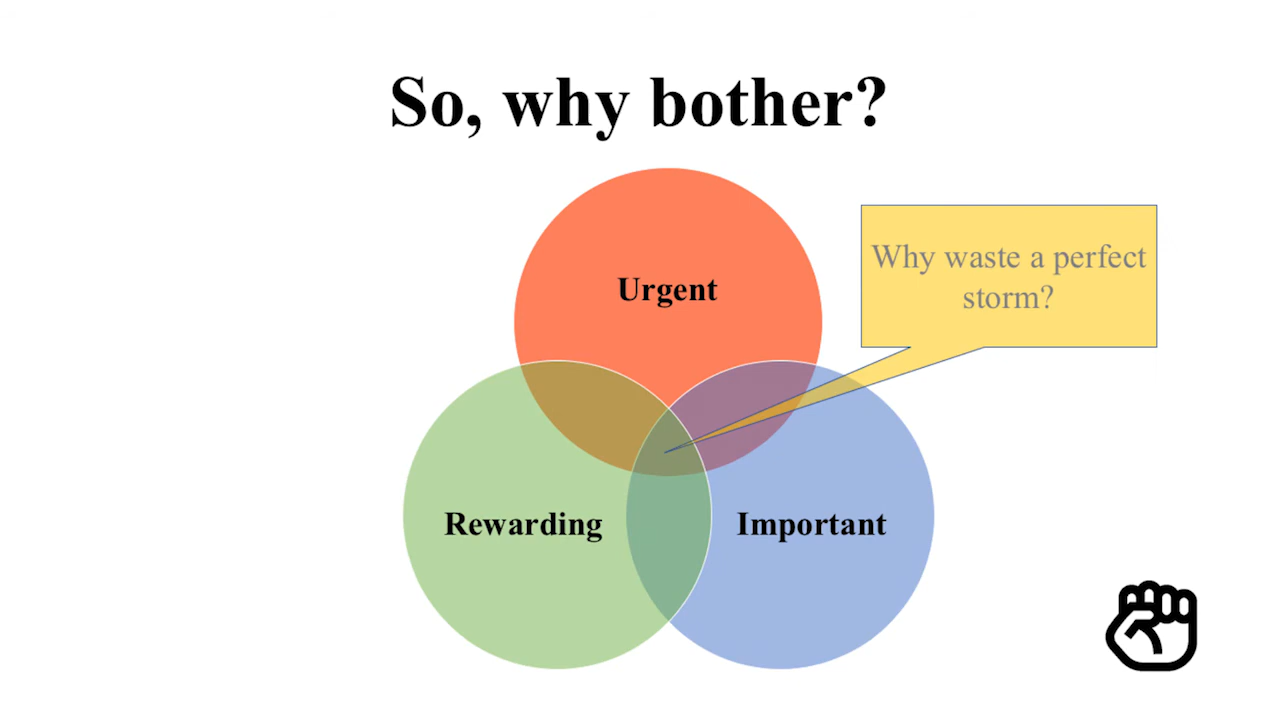 So, why bother?
Urgent
Why waste a perfect
storm?
Rewarding
Important